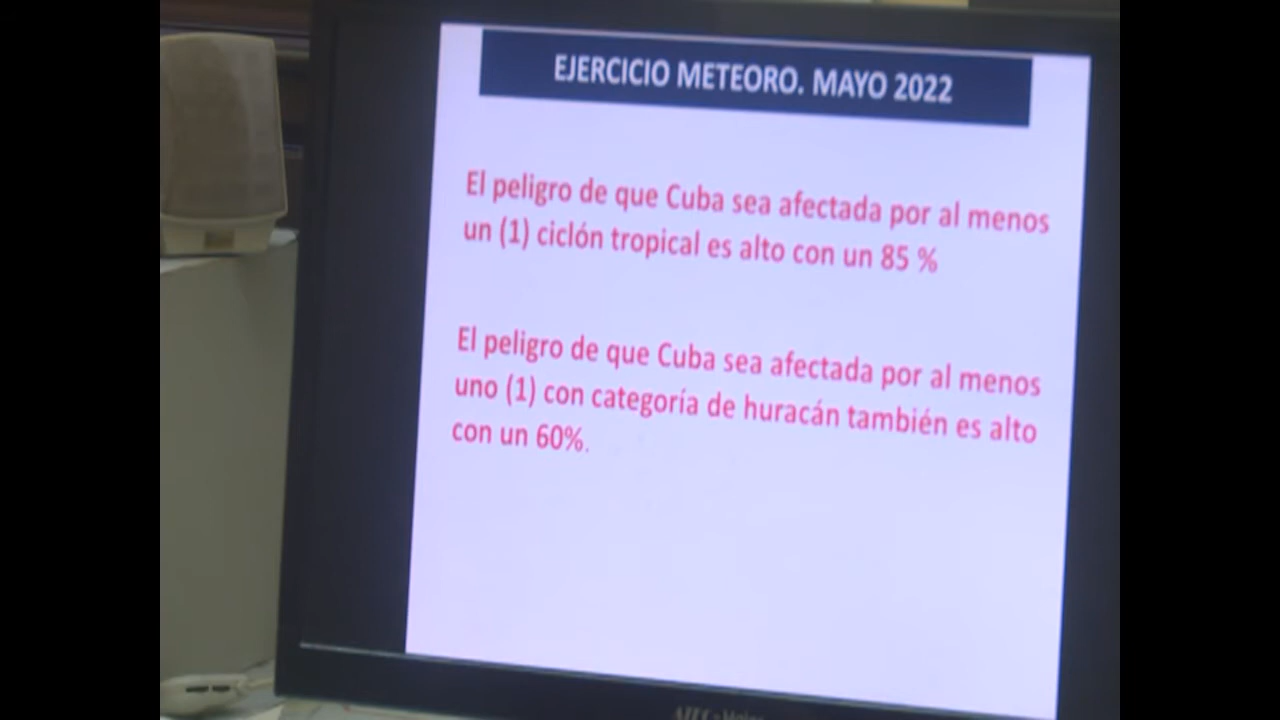 EJERCICIO METEORO. MAYO 2022
El peligro de que Cuba sea afectada por al menos
un (1) ciclón tropical es alto con un 85 %
El peligro de que Cuba sea afectada por al menos
uno (1) con categoría de huracán también es alto
con un 60%.